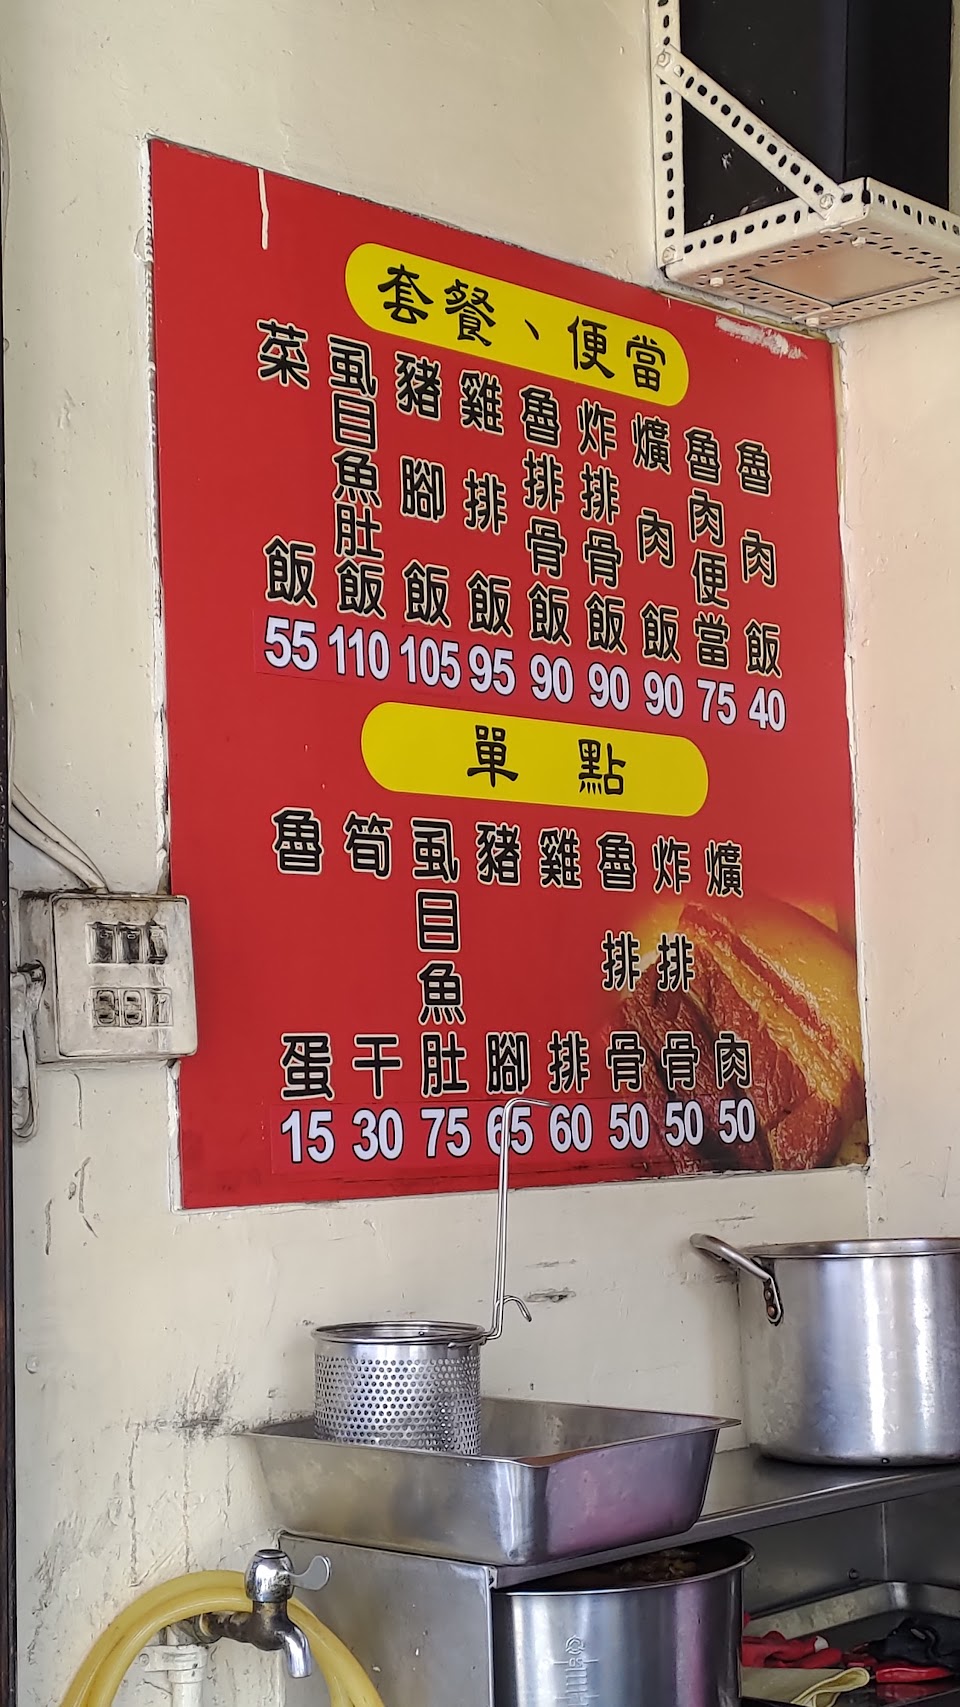 套餐、便當
魯肉飯 40
魯肉便當 75
爌肉飯 90
炸排骨飯 90
魯排骨飯 90
雞排飯 95
豬腳飯 105
虱目魚肚飯 110
菜飯 55
單點
爌肉 50
炸排骨 50
魯排骨 50
雞排 60
豬腳 65
虱目魚肚 75
筍干 30
魯蛋 15